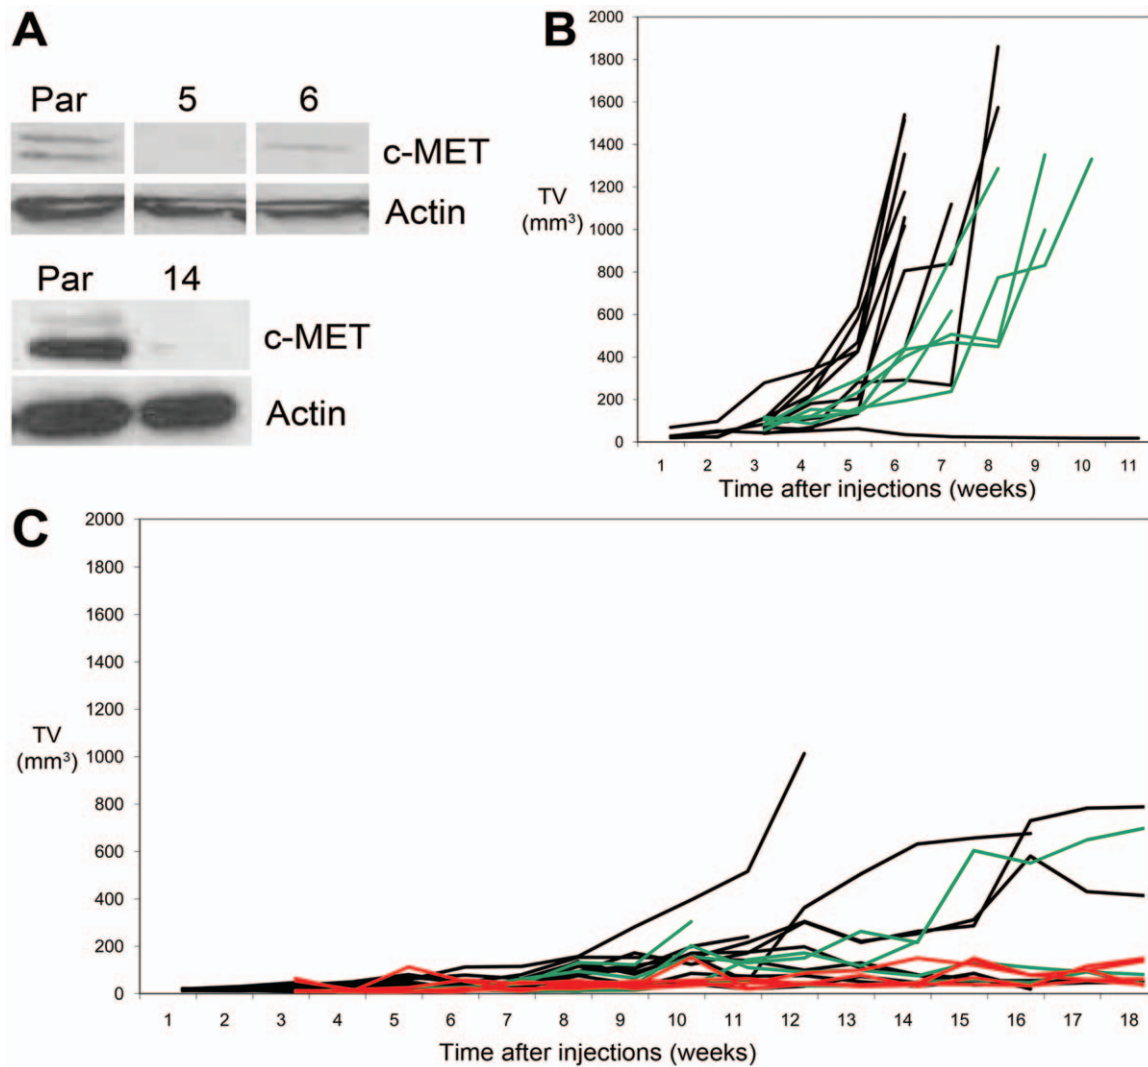 A
Par 5 6
c-MET
Actin
Par 14
c-MET
Actin
B
2000
1800
1600
1400
1200
1000
800
600
400
200
0
TV
(mm³)
1 2 3 4 5 6 7 8 9 10 11
Time after injections (weeks)
C
2000
1800
1600
1400
1200
1000
800
600
400
200
0
TV
(mm³)
1 2 3 4 5 6 7 8 9 10 11 12 13 14 15 16 17 18
Time after injections (weeks)